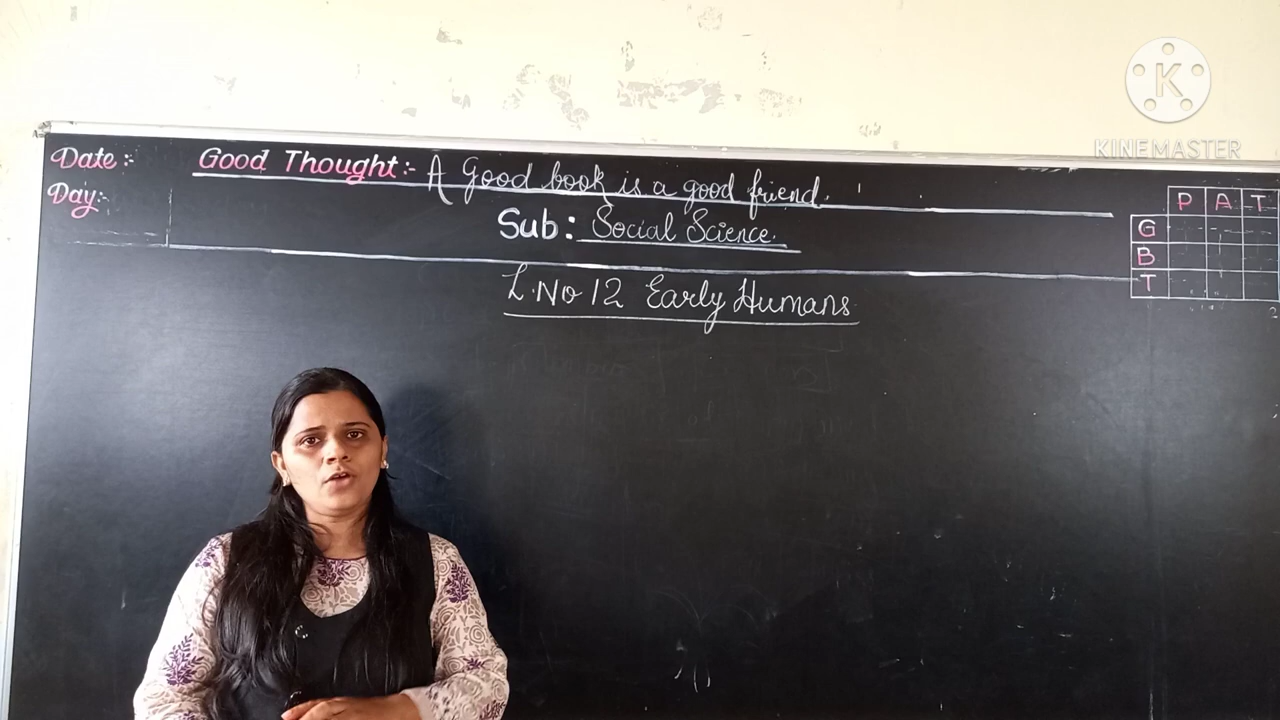 K
KINEMASTER
Date:-
Good Thought:- A Good book is a good friend.
Day:-
Sub: Social Science.
P A T
G
B
T
L.No 12 Early Humans